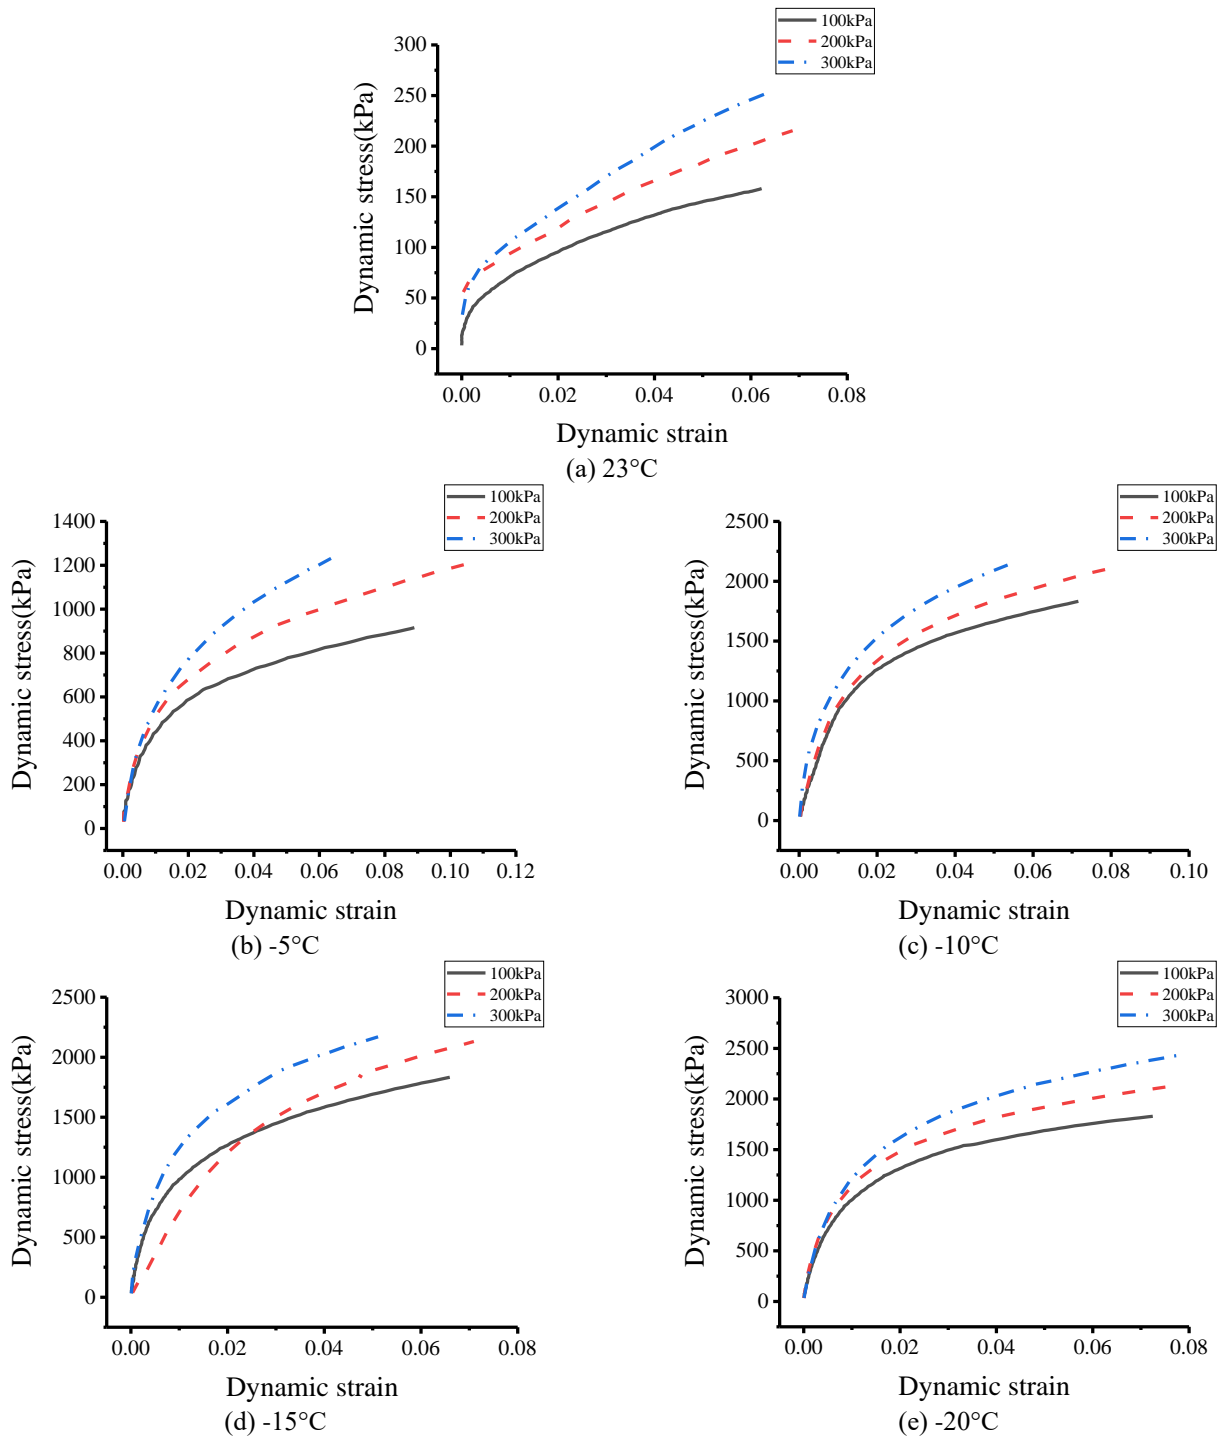 100kPa
200kPa
300kPa
300
250
200
150
100
50
0
Dynamic stress(kPa)
0.00 0.02 0.04 0.06 0.08
Dynamic strain
(a) 23°C
100kPa
200kPa
300kPa
1400
1200
1000
800
600
400
200
0
Dynamic stress(kPa)
0.00 0.02 0.04 0.06 0.08 0.10 0.12
Dynamic strain
(b) -5°C
100kPa
200kPa
300kPa
2500
2000
1500
1000
500
0
Dynamic stress(kPa)
0.00 0.02 0.04 0.06 0.08 0.10
Dynamic strain
(c) -10°C
100kPa
200kPa
300kPa
2500
2000
1500
1000
500
0
Dynamic stress(kPa)
0.00 0.02 0.04 0.06 0.08
Dynamic strain
(d) -15°C
100kPa
200kPa
300kPa
3000
2500
2000
1500
1000
500
0
Dynamic stress(kPa)
0.00 0.02 0.04 0.06 0.08
Dynamic strain
(e) -20°C